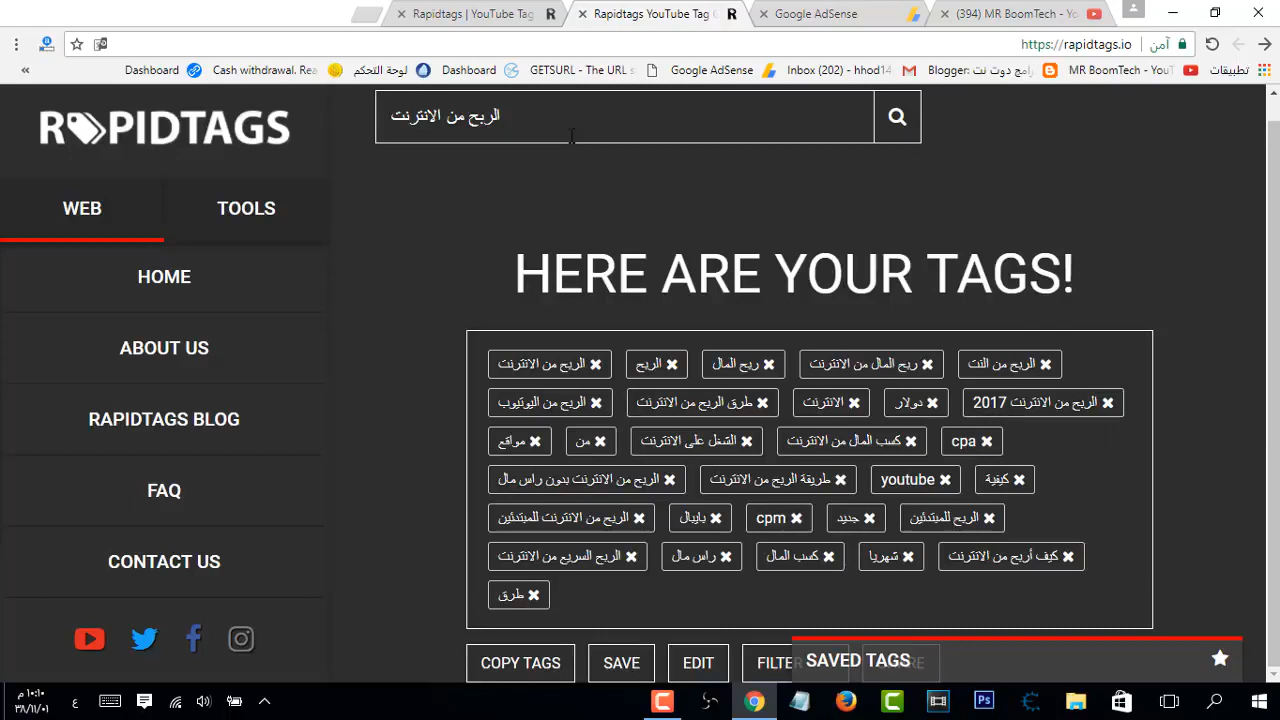 Rapidtags | YouTube Tag
Rapidtags YouTube Tag
Google AdSense
(394) MR BoomTech - Yo
https://rapidtags.io
آمن
Dashboard
Cash withdrawal. Rea
لوحة التحكم
Dashboard
GETSURL - The URL s
Google AdSense
Inbox (202) - hhod14
Blogger: رامج دوت نت
MR BoomTech - YouT
تطبيقات
RAPIDTAGS
الربح من الانترنت
WEB
TOOLS
HOME
ABOUT US
RAPIDTAGS BLOG
FAQ
CONTACT US
HERE ARE YOUR TAGS!
الربح من الانترنت
الربح
ربح المال
ربح المال من الانترنت
الربح من النت
الربح من اليوتيوب
طرق الربح من الانترنت
الانترنت
دولار
الربح من الانترنت 2017
مواقع
من
الشغل على الانترنت
كسب المال من الانترنت
cpa
الربح من الانترنت بدون راس مال
طريقة الربح من الانترنت
youtube
كيفية
الربح من الانترنت للمبتدئين
بايبال
cpm
جديد
الربح للمبتدئين
الربح السريع من الانترنت
راس مال
كسب المال
شهريا
كيف أربح من الانترنت
طرق
COPY TAGS
SAVE
EDIT
FILTE
SAVED TAGS
١٠:١٠ م
٣٨/١١/٠١
ع